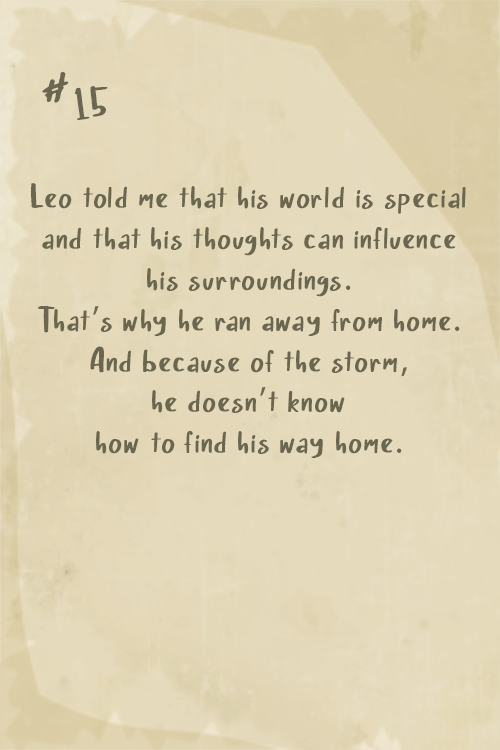 #15
Leo told me that his world is special
and that his thoughts can influence
his surroundings.
That's why he ran away from home.
And because of the storm,
he doesn't know
how to find his way home.